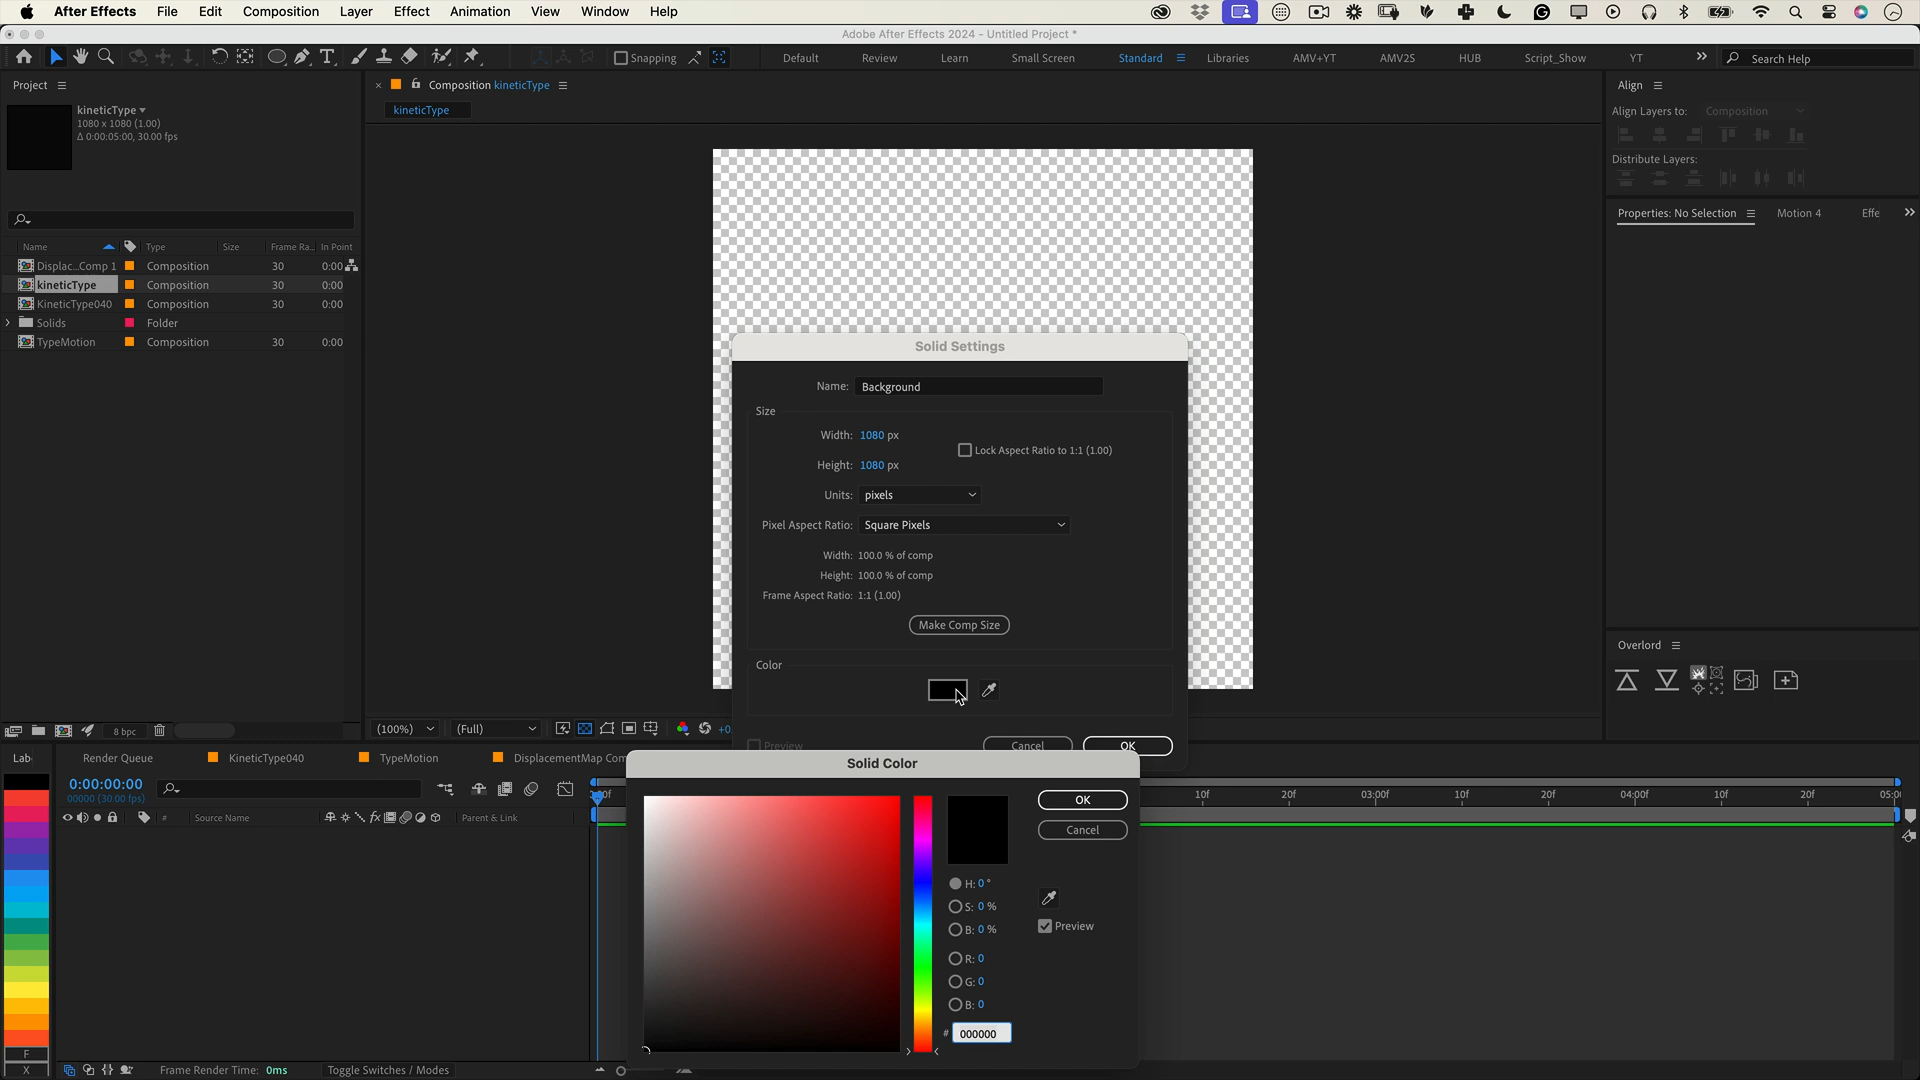 After Effects File Edit Composition Layer Effect Animation View Window Help
Adobe After Effects 2024 - Untitled Project *
Snapping Default Review Learn Small Screen Standard Libraries AMV+YT AMV2S HUB Script_Show YT Search Help
Project
Composition kineticType
kineticType
kineticType
1080 x 1080 (1.00)
Δ 0:00:05:00, 30.00 fps
Name Type Size Frame Ra... In Point
Displac...Comp 1 Composition 30 0:00
kineticType Composition 30 0:00
KineticType040 Composition 30 0:00
Solids Folder
TypeMotion Composition 30 0:00
Align
Align Layers to: Composition
Distribute Layers:
Properties: No Selection Motion 4 Effe
Overlord
Solid Settings
Name: Background
Size
Width: 1080 px
Lock Aspect Ratio to 1:1 (1.00)
Height: 1080 px
Units: pixels
Pixel Aspect Ratio: Square Pixels
Width: 100.0 % of comp
Height: 100.0 % of comp
Frame Aspect Ratio: 1:1 (1.00)
Make Comp Size
Color
Preview Cancel OK
8 bpc
(100%) (Full) +0
Lab Render Queue KineticType040 TypeMotion DisplacementMap Com
0:00:00:00
00000 (30.00 fps)
# Source Name Parent & Link
fx
10f 20f 03:00f 10f 20f 04:00f 10f 20f 05:0
Solid Color
OK
Cancel
H: 0 °
S: 0 %
B: 0 %
Preview
R: 0
G: 0
B: 0
# 000000
F
X
Frame Render Time: 0ms Toggle Switches / Modes